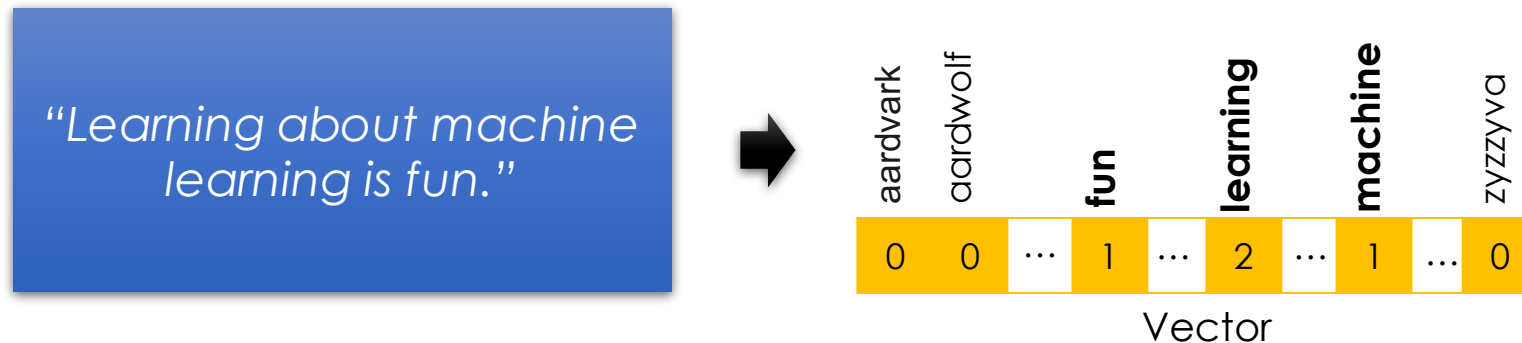 “Learning about machine
learning is fun.”
aardvark aardwolf fun learning machine zyzzyva
0 0 ... 1 ... 2 ... 1 ... 0
Vector